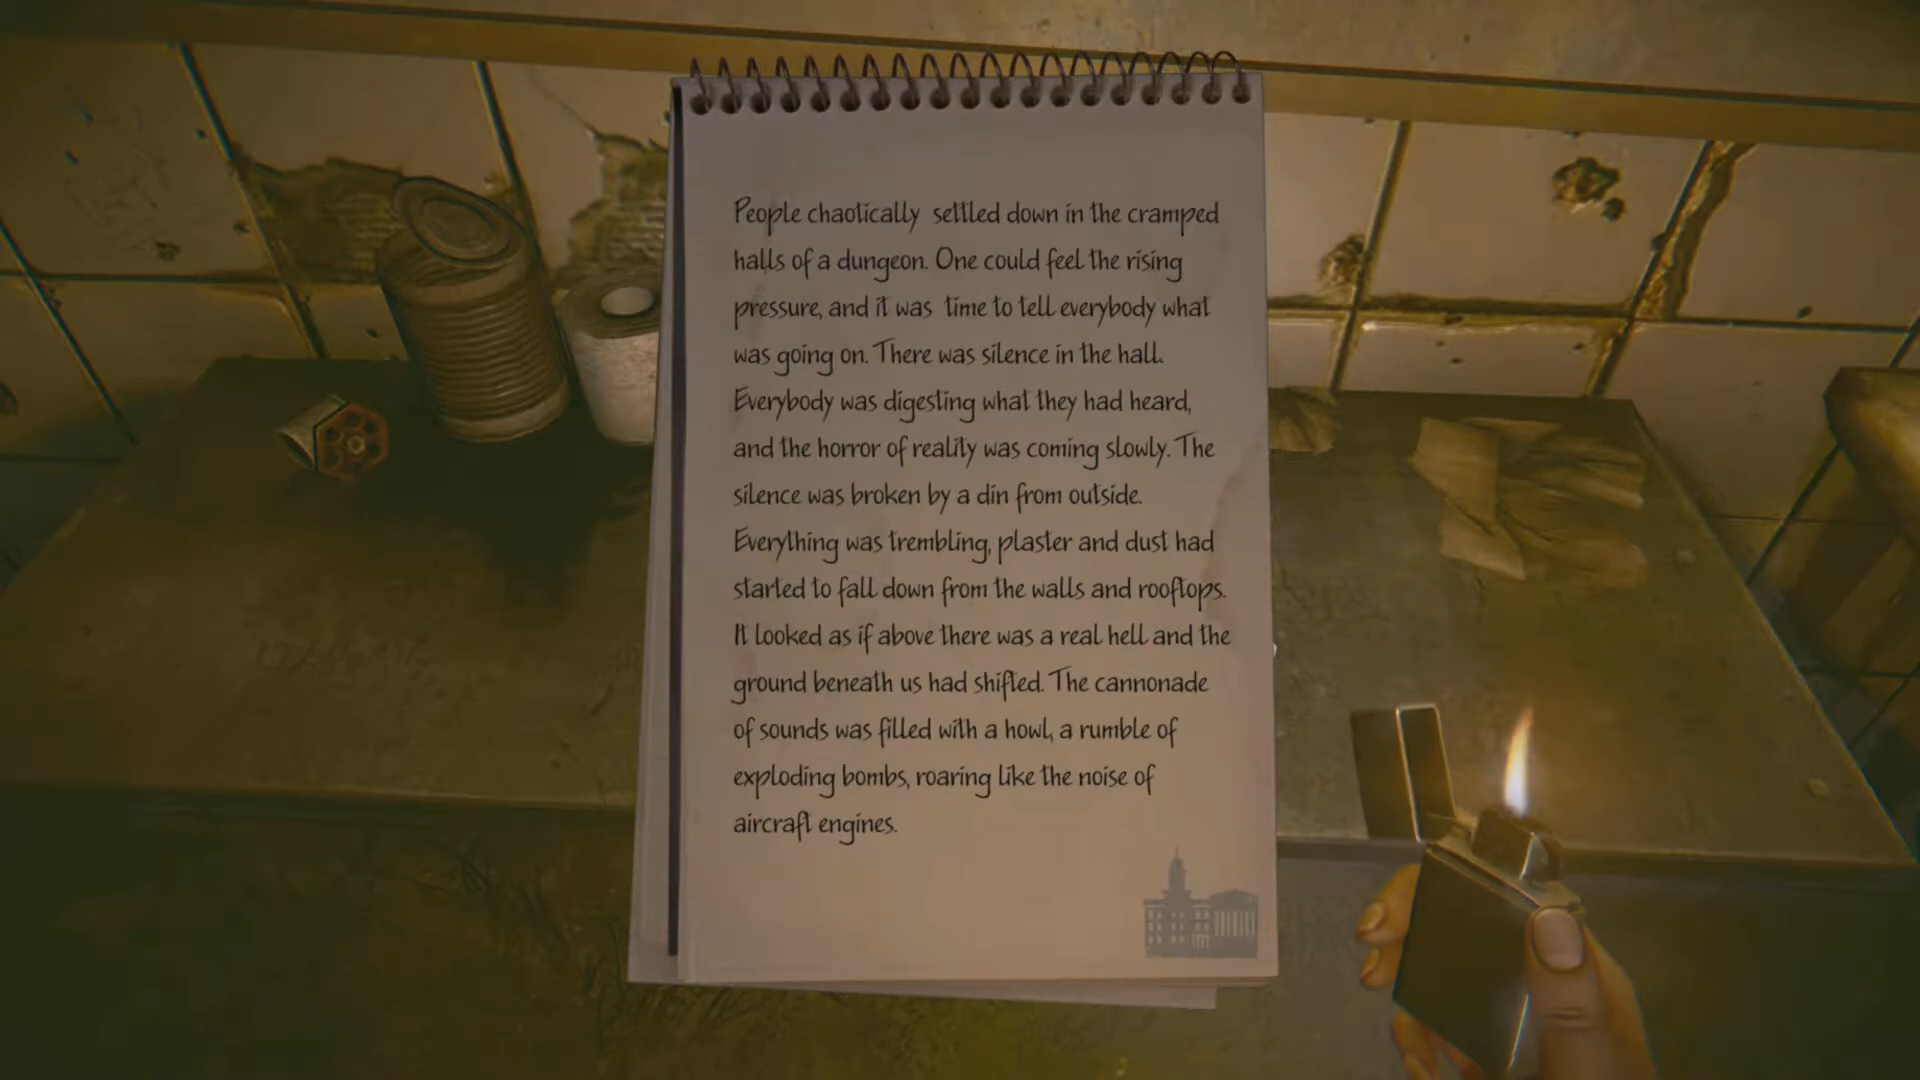 People chaotically settled down in the cramped
halls of a dungeon. One could feel the rising
pressure, and it was time to tell everybody what
was going on. There was silence in the hall.
Everybody was digesting what they had heard,
and the horror of reality was coming slowly. The
silence was broken by a din from outside.
Everything was trembling, plaster and dust had
started to fall down from the walls and rooftops.
It looked as if above there was a real hell and the
ground beneath us had shifted. The cannonade
of sounds was filled with a howl, a rumble of
exploding bombs, roaring like the noise of
aircraft engines.